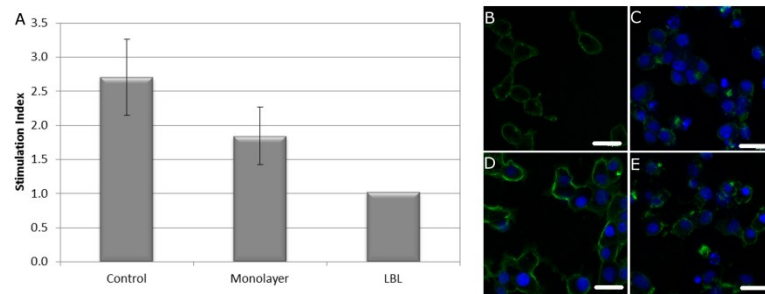 A
3.5
3.0
2.5
2.0
1.5
1.0
0.5
0.0
Stimulation Index
Control Monolayer LBL
B
C
D
E